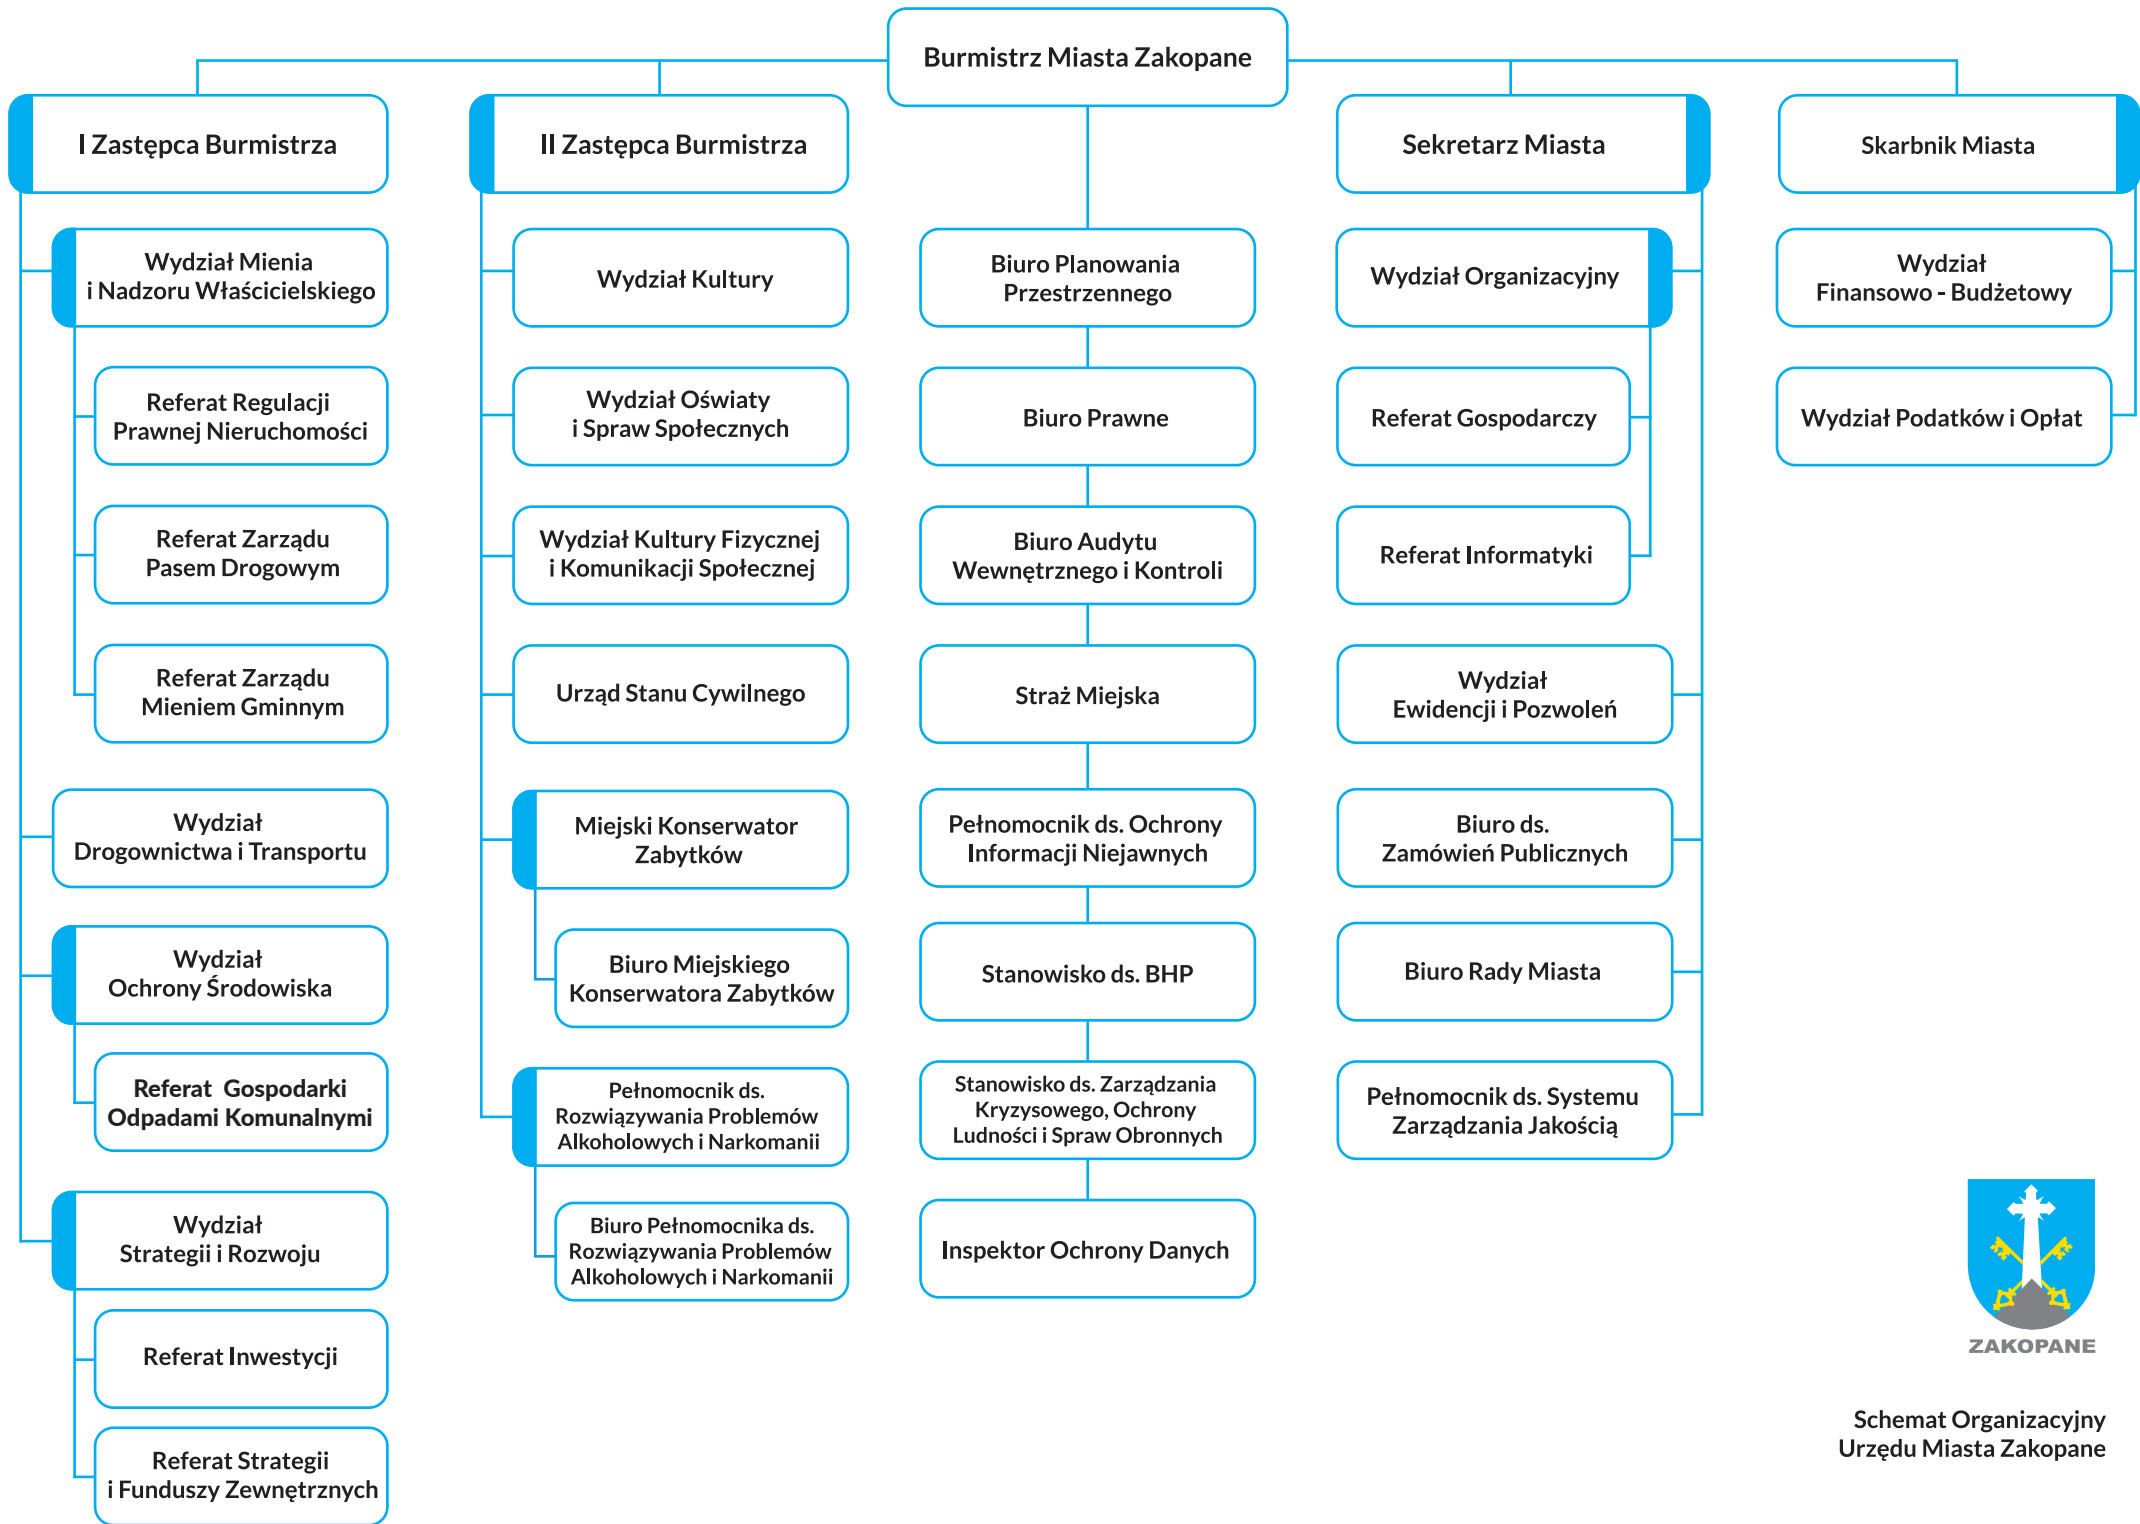 Burmistrz Miasta Zakopane
I Zastępca Burmistrza
Wydział Mienia
i Nadzoru Właścicielskiego
Referat Regulacji
Prawnej Nieruchomości
Referat Zarządu
Pasem Drogowym
Referat Zarządu
Mieniem Gminnym
Wydział
Drogownictwa i Transportu
Wydział
Ochrony Środowiska
Referat Gospodarki
Odpadami Komunalnymi
Wydział
Strategii i Rozwoju
Referat Inwestycji
Referat Strategii
i Funduszy Zewnętrznych
II Zastępca Burmistrza
Wydział Kultury
Wydział Oświaty
i Spraw Społecznych
Wydział Kultury Fizycznej
i Komunikacji Społecznej
Urząd Stanu Cywilnego
Miejski Konserwator
Zabytków
Biuro Miejskiego
Konserwatora Zabytków
Pełnomocnik ds.
Rozwiązywania Problemów
Alkoholowych i Narkomanii
Biuro Pełnomocnika ds.
Rozwiązywania Problemów
Alkoholowych i Narkomanii
Biuro Planowania
Przestrzennego
Biuro Prawne
Biuro Audytu
Wewnętrznego i Kontroli
Straż Miejska
Pełnomocnik ds. Ochrony
Informacji Niejawnych
Stanowisko ds. BHP
Stanowisko ds. Zarządzania
Kryzysowego, Ochrony
Ludności i Spraw Obronnych
Inspektor Ochrony Danych
Sekretarz Miasta
Wydział Organizacyjny
Referat Gospodarczy
Referat Informatyki
Wydział
Ewidencji i Pozwoleń
Biuro ds.
Zamówień Publicznych
Biuro Rady Miasta
Pełnomocnik ds. Systemu
Zarządzania Jakością
Skarbnik Miasta
Wydział
Finansowo - Budżetowy
Wydział Podatków i Opłat
ZAKOPANE
Schemat Organizacyjny
Urzędu Miasta Zakopane